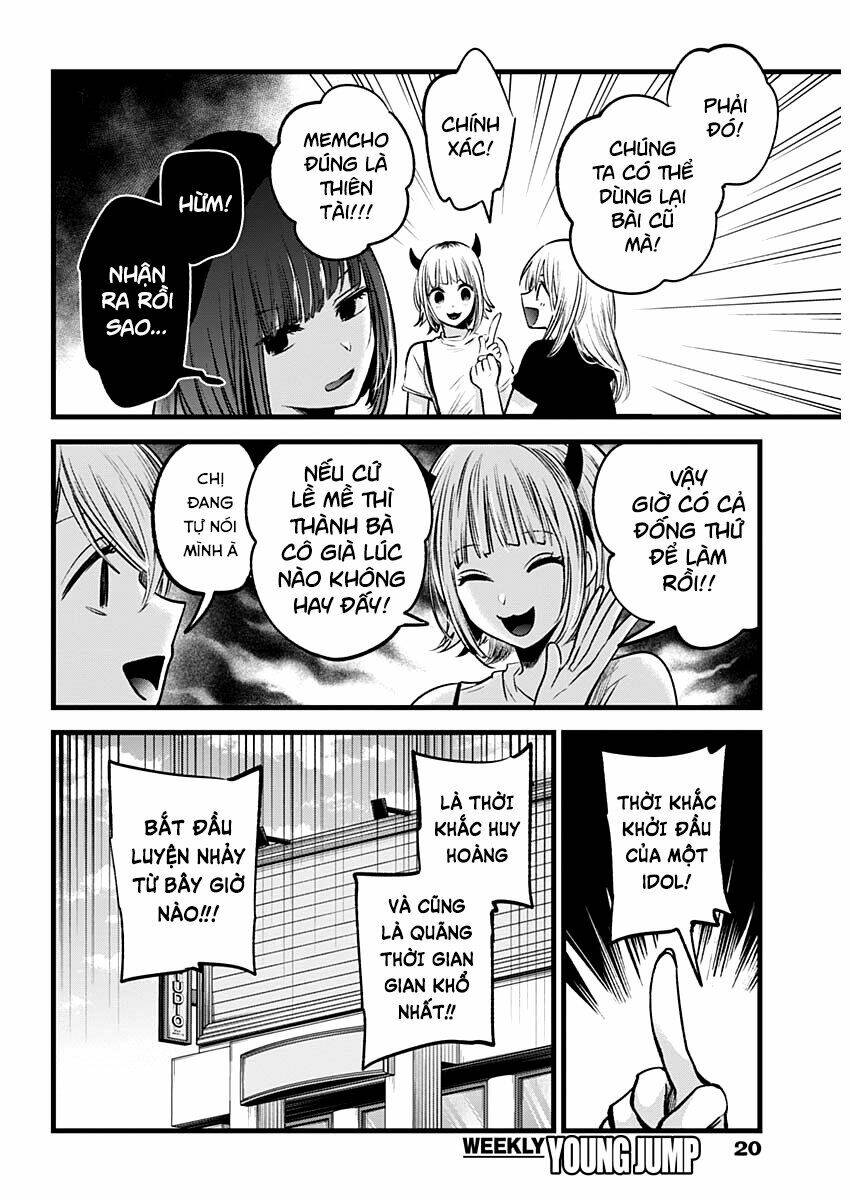 PHẢI
ĐÓ!
CHÚNG
TA CÓ THỂ
DÙNG LẠI
BÀI CŨ
MÀ!
CHÍNH
XÁC!
MEMCHO
ĐÚNG LÀ
THIÊN
TÀI!!!
HỪM!
NHẬN
RA RỒI
SAO...
VẬY
GIỜ CÓ CẢ
ĐỐNG THỨ
ĐỂ LÀM
RỒI!!
NẾU CỨ
LỀ MỀ THÌ
THÀNH BÀ
CÔ GIÀ LÚC
NÀO KHÔNG
HAY ĐẤY!
CHỊ
ĐANG
TỰ NÓI
MÌNH À
THỜI KHẮC
KHỞI ĐẦU
CỦA MỘT
IDOL!
LÀ THỜI
KHẮC HUY
HOÀNG
VÀ CŨNG
LÀ QUÃNG
THỜI GIAN
GIAN KHỔ
NHẤT!!
BẮT ĐẦU
LUYỆN NHẢY
TỪ BÂY GIỜ
NÀO!!!
UDIO
WEEKLY YOUNG JUMP 20